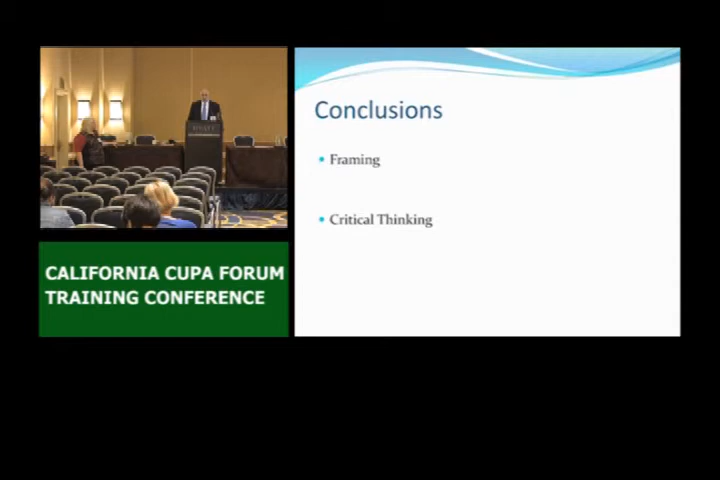 Conclusions
Framing
Critical Thinking
CALIFORNIA CUPA FORUM
TRAINING CONFERENCE